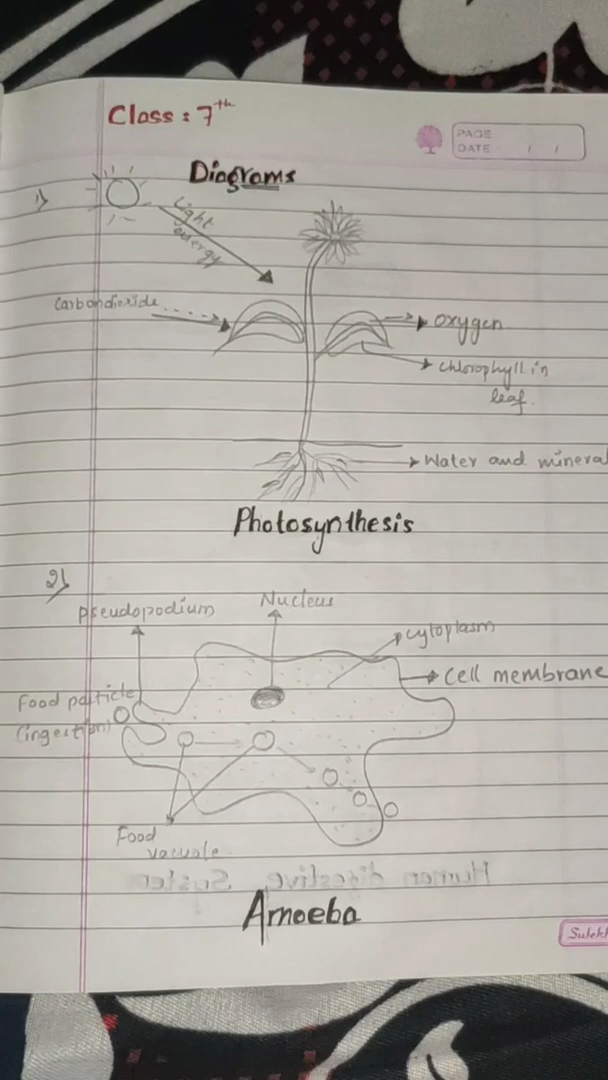 Class : 7th
PAGE
DATE / /
Diagrams
1)
Light
energy
Carbondioxide
oxygen
chlorophyll in
leaf.
Water and mineral
Photosynthesis
2)
Pseudopodium
Nucleus
cytoplasm
Cell membrane
Food particle
(ingestion)
Food
vacuole
Human digestive
Amoeba